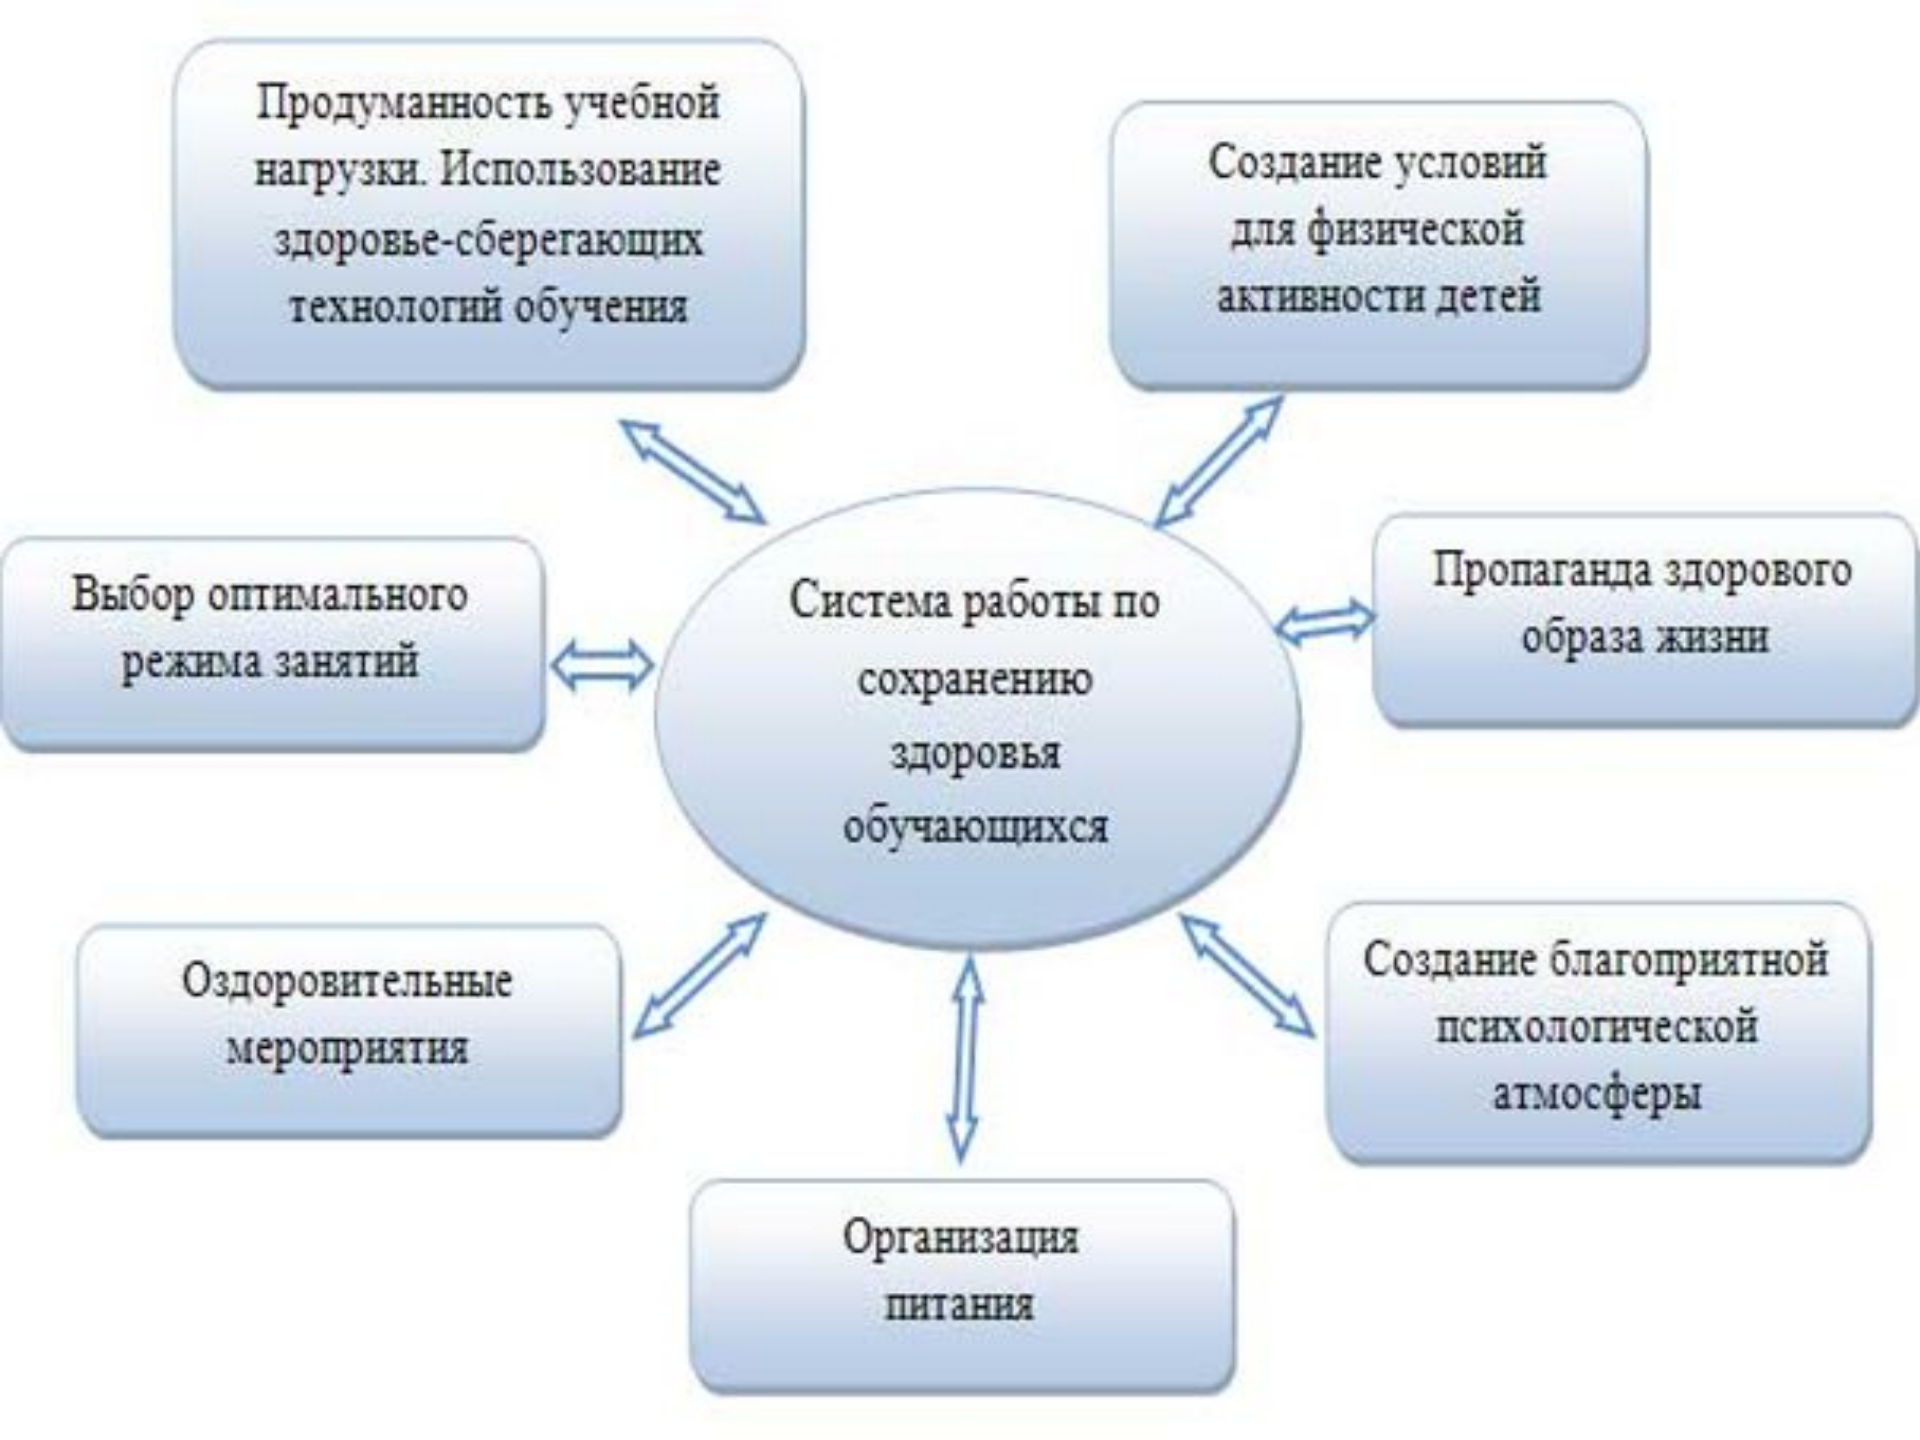 Продуманность учебной
нагрузки. Использование
здоровье-сберегающих
технологий обучения
Создание условий
для физической
активности детей
Выбор оптимального
режима занятий
Система работы по
сохранению
здоровья
обучающихся
Пропаганда здорового
образа жизни
Оздоровительные
мероприятия
Создание благоприятной
психологической
атмосферы
Организация
питания